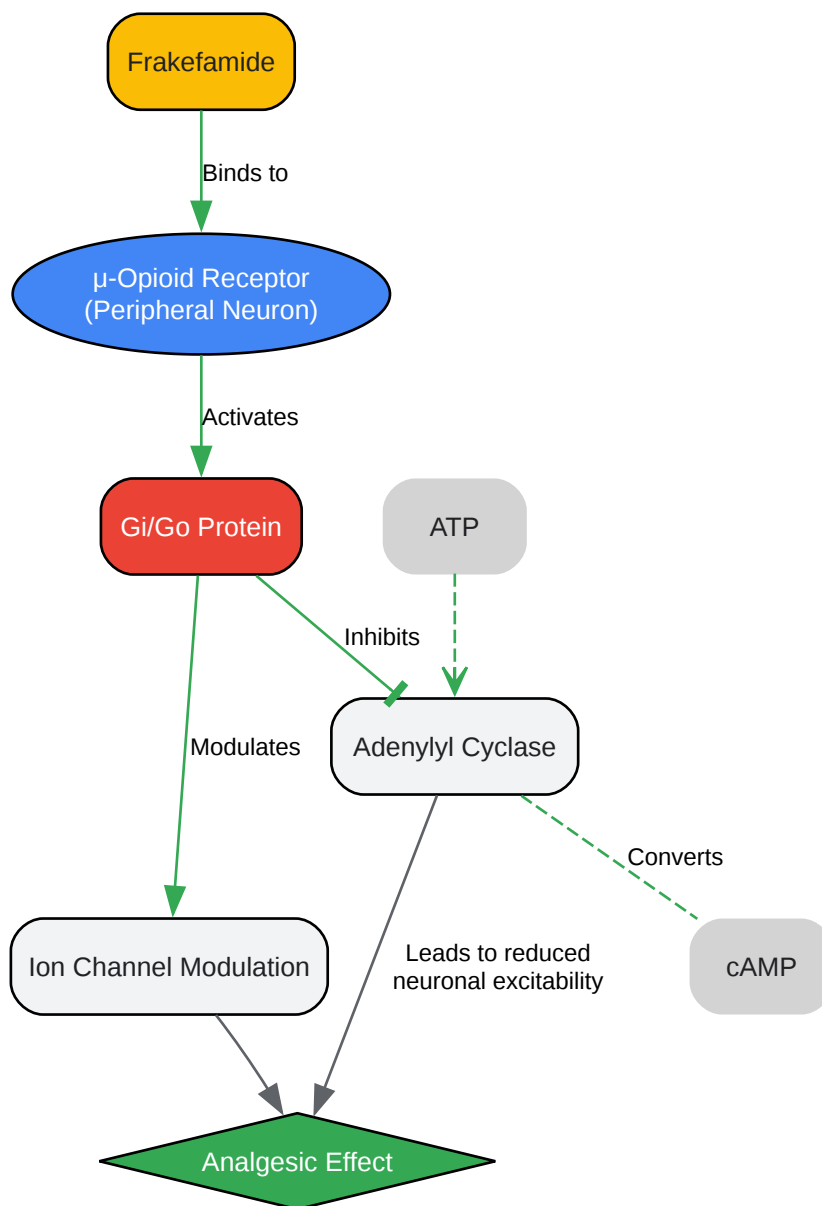 Frakefamide
Binds to
μ-Opioid Receptor
(Peripheral Neuron)
Activates
Gi/Go Protein
ATP
Inhibits
Modulates
Adenylyl Cyclase
Converts
Leads to reduced
neuronal excitability
Ion Channel Modulation
cAMP
Analgesic Effect